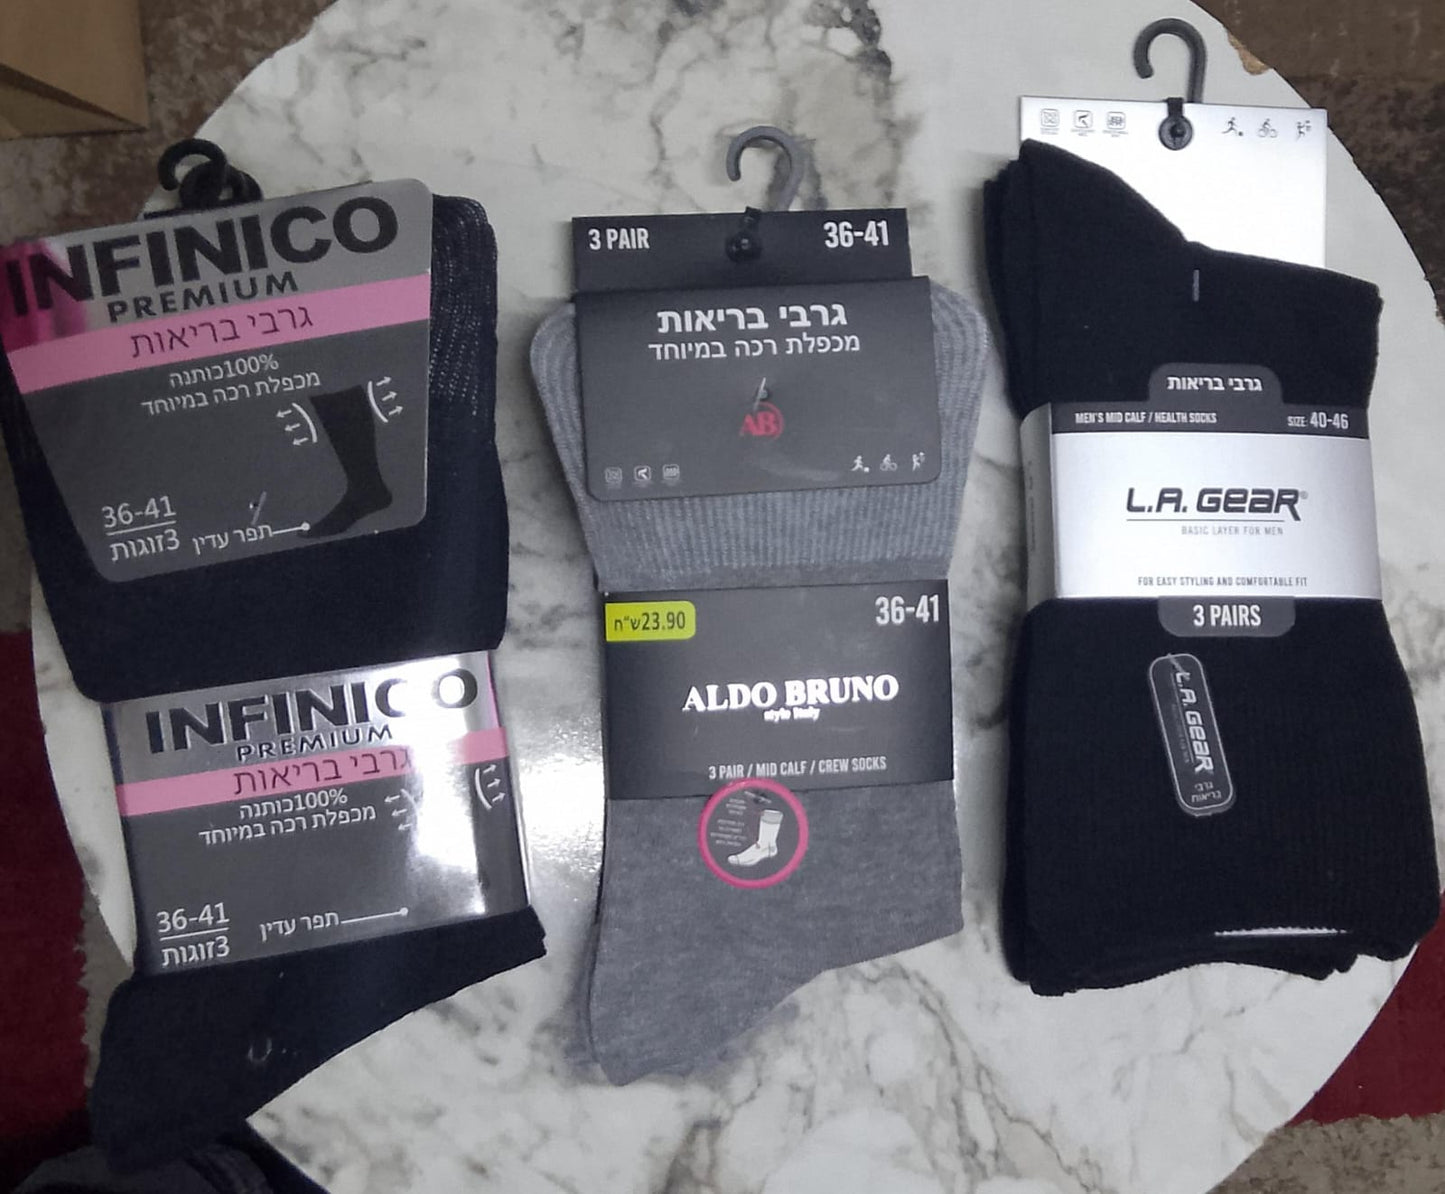 INFINICO
PREMIUM
גרבי בריאות
100%כותנה
מכפלת רכה במיוחד
36-41
3זוגות
תפר עדין
INFINICO
PREMIUM
גרבי בריאות
100%כותנה
מכפלת רכה במיוחד
36-41
3זוגות
תפר עדין
3 PAIR
36-41
גרבי בריאות
מכפלת רכה במיוחד
AB
23.90ש"ח
36-41
ALDO BRUNO
style Italy
3 PAIR / MID CALF / CREW SOCKS
גרבי בריאות
MEN'S MID CALF / HEALTH SOCKS
SIZE: 40-46
L.A. GEAR®
BASIC LAYER FOR MEN
FOR EASY STYLING AND COMFORTABLE FIT
3 PAIRS
L.A. GEAR
גרבי
בריאות